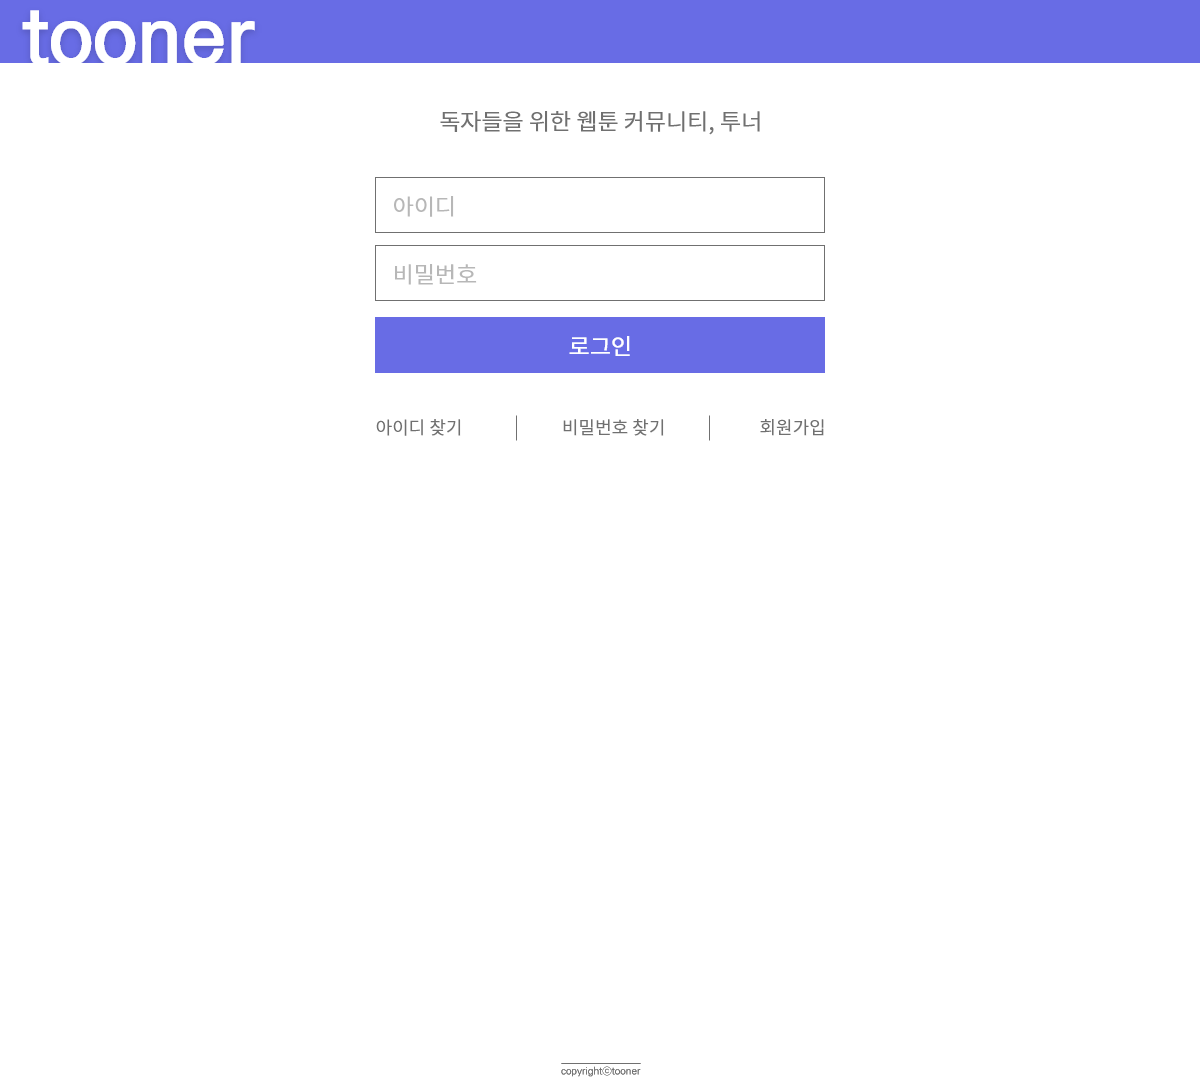 tooner
독자들을 위한 웹툰 커뮤니티, 투너
아이디
비밀번호
로그인
아이디 찾기 비밀번호 찾기 회원가입
copyrightⓒtooner